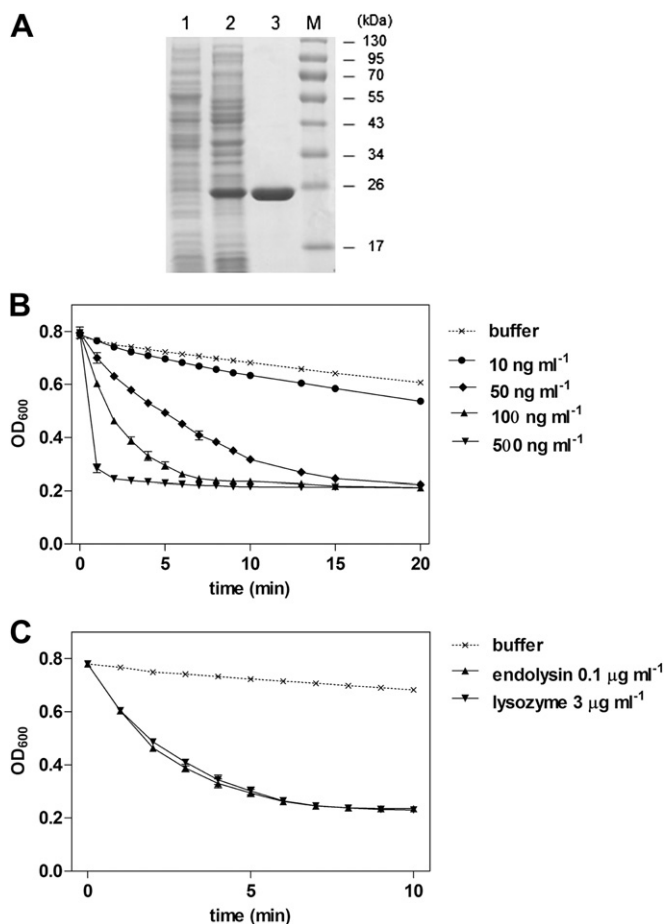 A
1 2 3 M (kDa)
130
95
70
55
43
34
26
17
B
0.8
0.6
0.4
0.2
0.0
OD600
0 5 10 15 20
time (min)
buffer
10 ng ml-1
50 ng ml-1
100 ng ml-1
500 ng ml-1
C
0.8
0.6
0.4
0.2
0.0
OD600
0 5 10
time (min)
buffer
endolysin 0.1 µg ml-1
lysozyme 3 µg ml-1